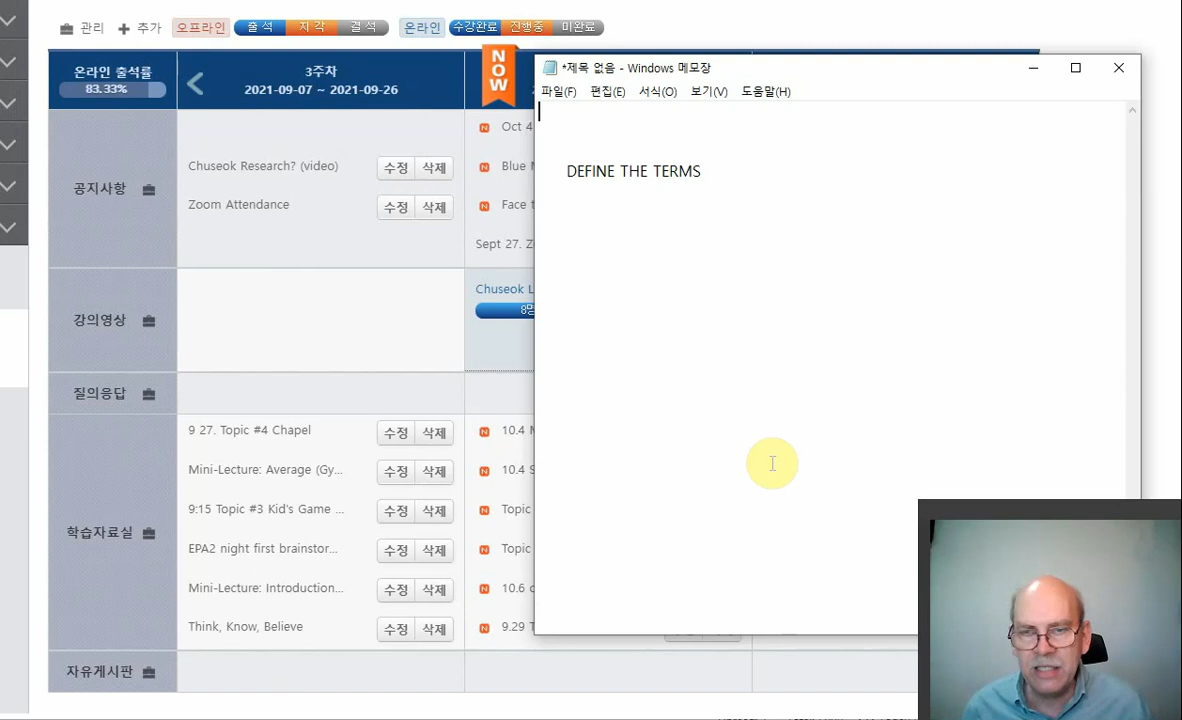 관리 추가 오프라인 출 석 지 각 결 석 온라인 수강완료 진행중 미완료
온라인 출석률
83.33%
3주차
2021-09-07 ~ 2021-09-26
NOW
*제목 없음 - Windows 메모장
파일(F) 편집(E) 서식(O) 보기(V) 도움말(H)
DEFINE THE TERMS
공지사항
Chuseok Research? (video) 수정 삭제
Zoom Attendance 수정 삭제
N Oct 4
N Blue
N Face
Sept 27.
강의영상
Chuseok
8명
질의응답
학습자료실
9 27. Topic #4 Chapel 수정 삭제
Mini-Lecture: Average (Gy... 수정 삭제
9:15 Topic #3 Kid's Game ... 수정 삭제
EPA2 night first brainstor... 수정 삭제
Mini-Lecture: Introduction... 수정 삭제
Think, Know, Believe 수정 삭제
N 10.4
N 10.4
N Topic
N Topic
N 10.6
N 9.29
자유게시판